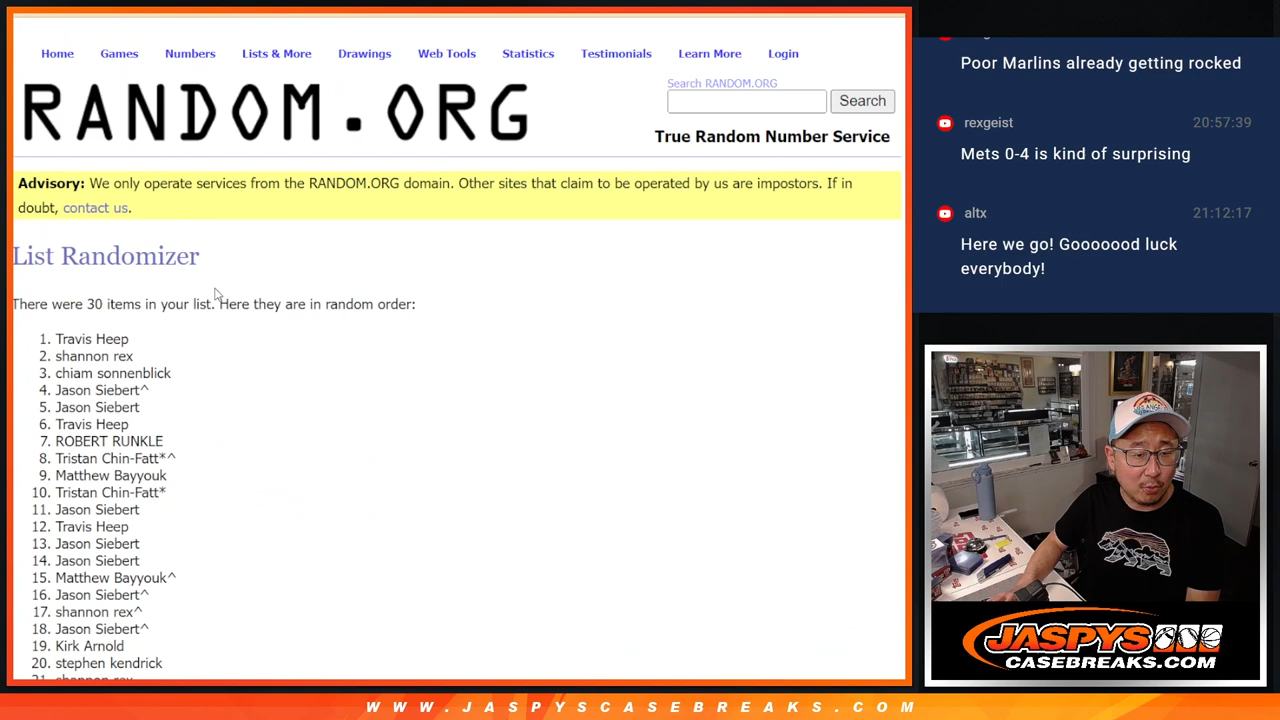 Home Games Numbers Lists & More Drawings Web Tools Statistics Testimonials Learn More Login
RANDOM.ORG
Search RANDOM.ORG
Search
True Random Number Service
Advisory: We only operate services from the RANDOM.ORG domain. Other sites that claim to be operated by us are impostors. If in
doubt, contact us.
List Randomizer
There were 30 items in your list. Here they are in random order:
1. Travis Heep
2. shannon rex
3. chiam sonnenblick
4. Jason Siebert^
5. Jason Siebert
6. Travis Heep
7. ROBERT RUNKLE
8. Tristan Chin-Fatt*^
9. Matthew Bayyouk
10. Tristan Chin-Fatt*
11. Jason Siebert
12. Travis Heep
13. Jason Siebert
14. Jason Siebert
15. Matthew Bayyouk^
16. Jason Siebert^
17. shannon rex^
18. Jason Siebert^
19. Kirk Arnold
20. stephen kendrick
21. shannon rex
Poor Marlins already getting rocked
rexgeist 20:57:39
Mets 0-4 is kind of surprising
altx 21:12:17
Here we go! Gooooood luck
everybody!
JASPYS
CASEBREAKS.COM
WWW.JASPYSCASEBREAKS.COM